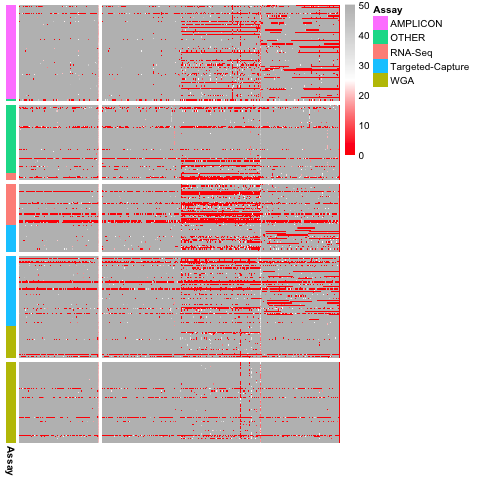 50
40
30
20
10
0
Assay
AMPLICON
OTHER
RNA-Seq
Targeted-Capture
WGA
Assay